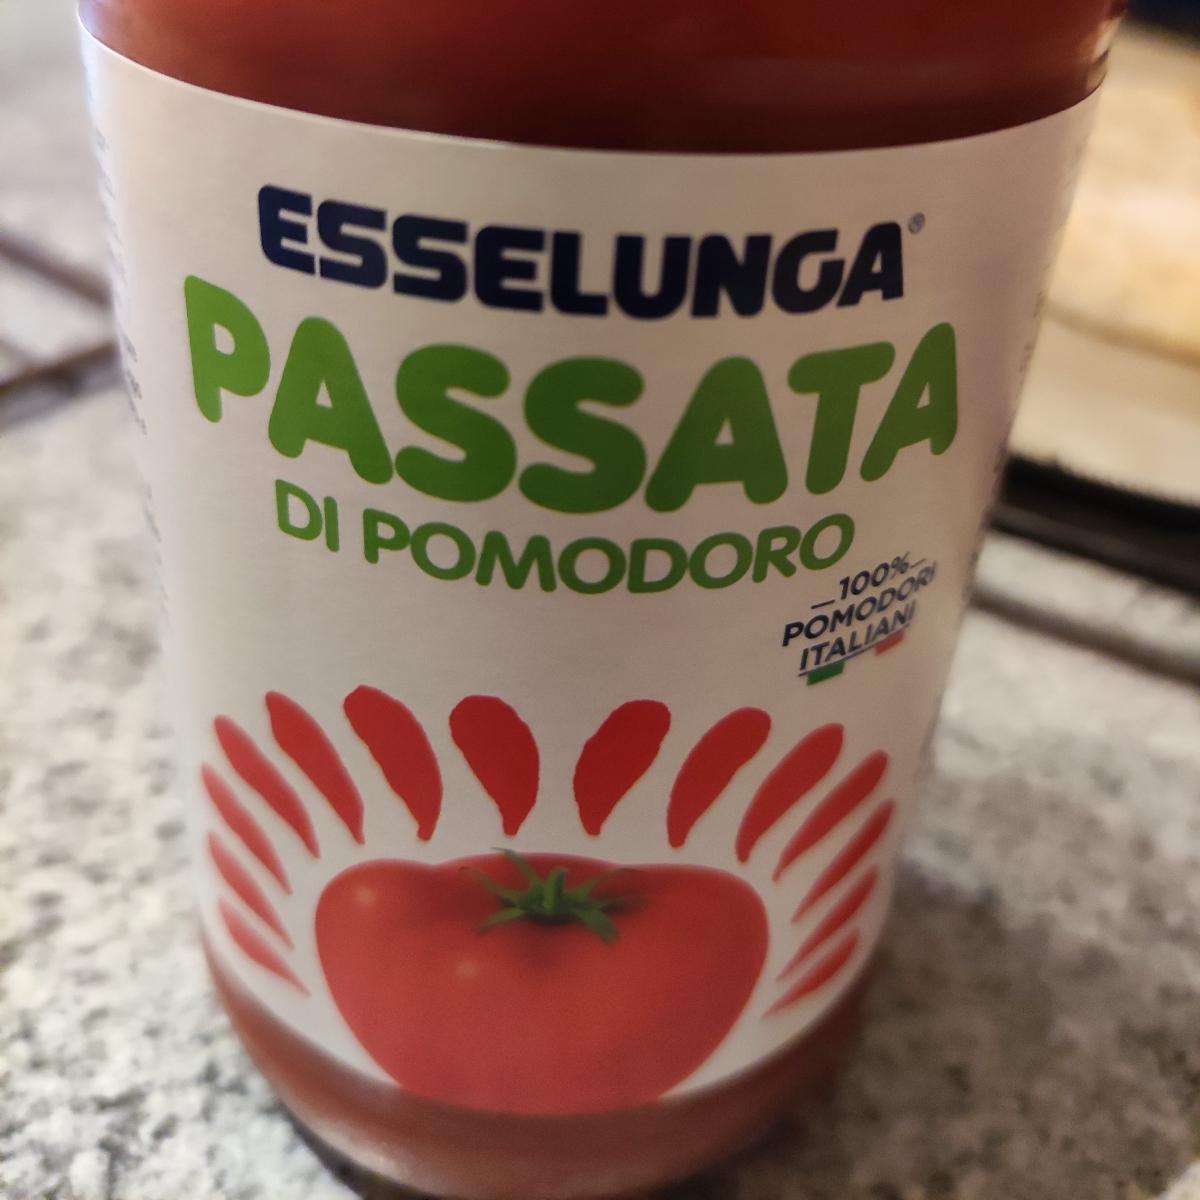 ESSELUNGA®
PASSATA
DI POMODORO
100%
POMODORI
ITALIANI